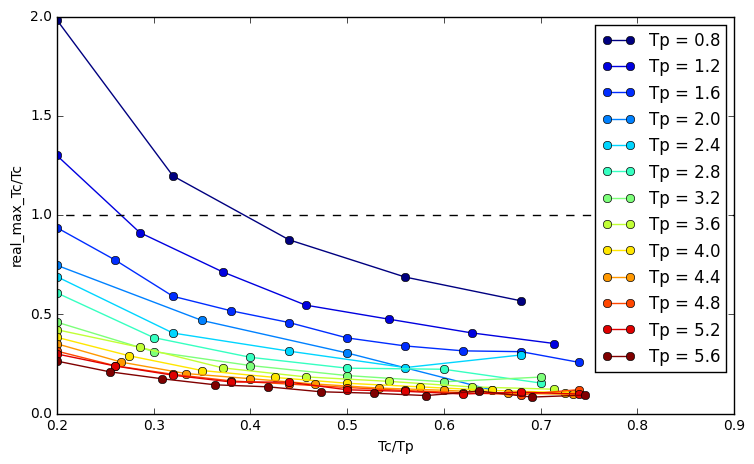 2.0
1.5
1.0
0.5
0.0
real_max_Tc/Tc
0.2 0.3 0.4 0.5 0.6 0.7 0.8 0.9
Tc/Tp
Tp = 0.8
Tp = 1.2
Tp = 1.6
Tp = 2.0
Tp = 2.4
Tp = 2.8
Tp = 3.2
Tp = 3.6
Tp = 4.0
Tp = 4.4
Tp = 4.8
Tp = 5.2
Tp = 5.6